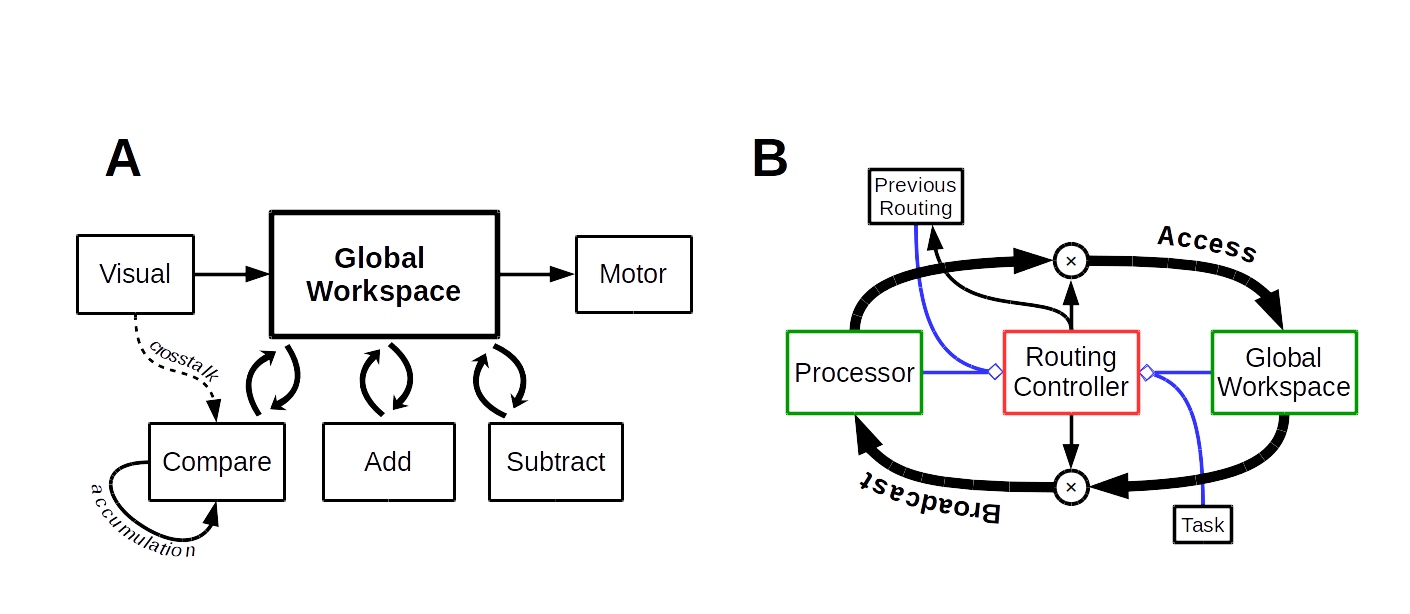 A
B
Visual
Global
Workspace
Motor
crosstalk
Compare
Add
Subtract
accumulation
Previous
Routing
Access
×
Processor
Routing
Controller
Global
Workspace
Broadcast
×
Task